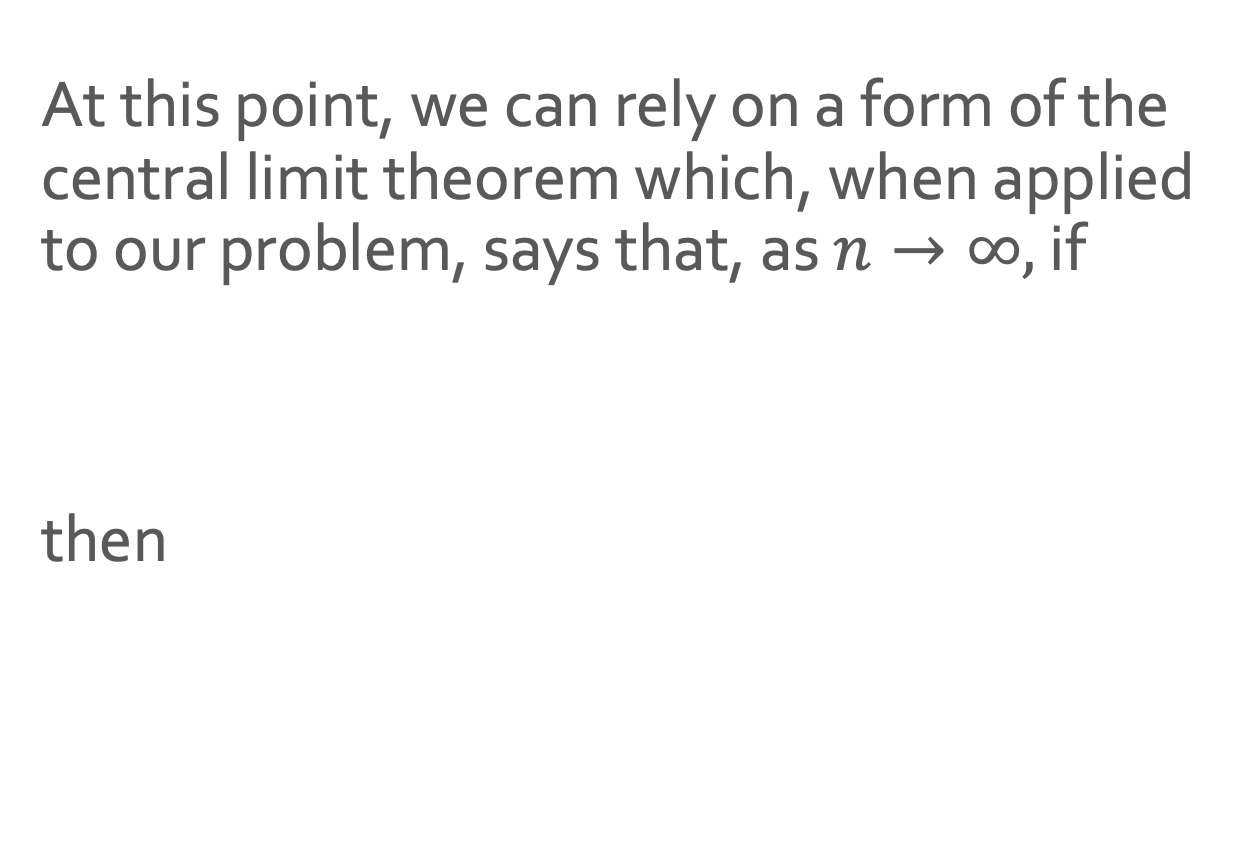 At this point, we can rely on a form of the
central limit theorem which, when applied
to our problem, says that, as 𝑛 → ∞, if
then